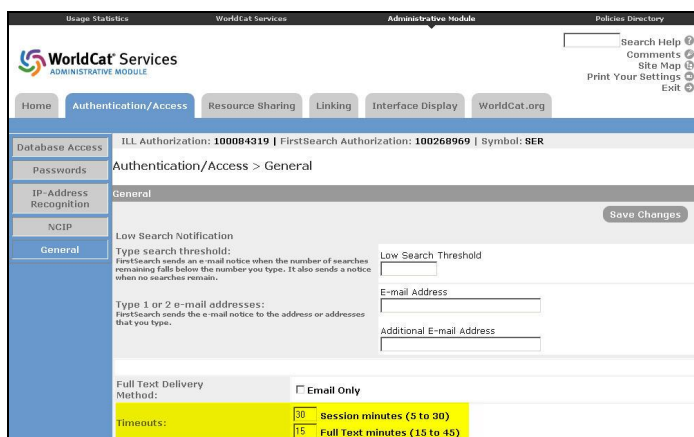 Usage Statistics WorldCat Services Administrative Module Policies Directory
Search Help
Comments
Site Map
Print Your Settings
Exit
WorldCat Services
ADMINISTRATIVE MODULE
Home Authentication/Access Resource Sharing Linking Interface Display WorldCat.org
ILL Authorization: 100084319 | FirstSearch Authorization: 100268969 | Symbol: SER
Database Access
Passwords
IP-Address
Recognition
NCIP
General
Authentication/Access > General
General
Save Changes
Low Search Notification
Type search threshold:
FirstSearch sends an e-mail notice when the number of searches
remaining falls below the number you type. It also sends a notice
when no searches remain.
Low Search Threshold
Type 1 or 2 e-mail addresses:
FirstSearch sends the e-mail notice to the address or addresses
that you type.
E-mail Address
Additional E-mail Address
Full Text Delivery
Method:
Email Only
Timeouts:
30 Session minutes (5 to 30)
15 Full Text minutes (15 to 45)